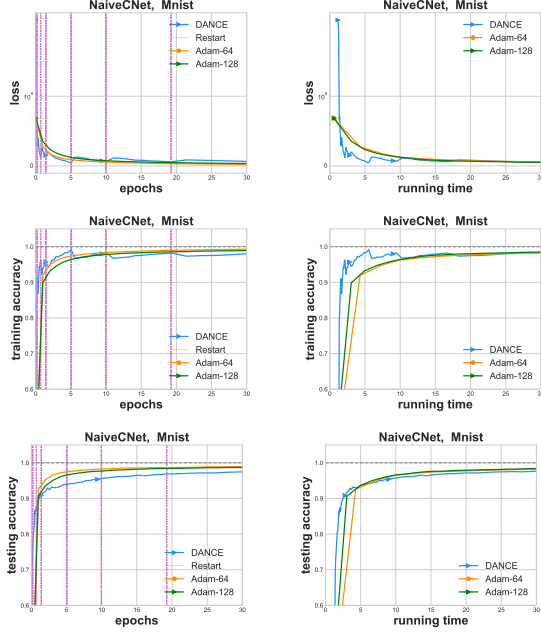 NaiveCNet, Mnist
loss
10⁰
0
DANCE
Restart
Adam-64
Adam-128
0 5 10 15 20 25 30
epochs
NaiveCNet, Mnist
loss
10⁰
0
DANCE
Adam-64
Adam-128
0 5 10 15 20 25 30
running time
NaiveCNet, Mnist
training accuracy
1.0
0.9
0.8
0.7
0.6
DANCE
Restart
Adam-64
Adam-128
0 5 10 15 20 25 30
epochs
NaiveCNet, Mnist
training accuracy
1.0
0.9
0.8
0.7
0.6
DANCE
Adam-64
Adam-128
0 5 10 15 20 25 30
running time
NaiveCNet, Mnist
testing accuracy
1.0
0.9
0.8
0.7
0.6
DANCE
Restart
Adam-64
Adam-128
0 5 10 15 20 25 30
epochs
NaiveCNet, Mnist
testing accuracy
1.0
0.9
0.8
0.7
0.6
DANCE
Adam-64
Adam-128
0 5 10 15 20 25 30
running time